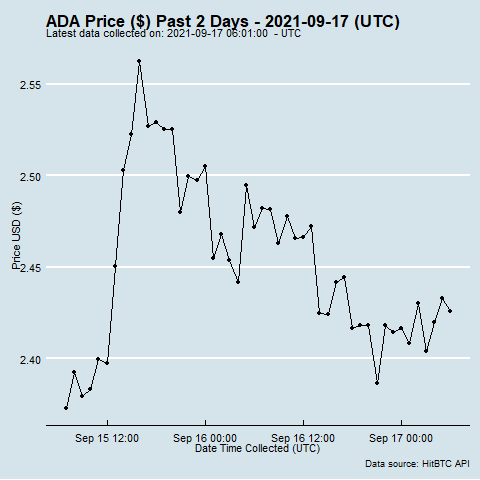 ADA Price ($) Past 2 Days - 2021-09-17 (UTC)
Latest data collected on: 2021-09-17 06:01:00 - UTC
2.55
2.50
2.45
2.40
Price USD ($)
Sep 15 12:00
Sep 16 00:00
Sep 16 12:00
Sep 17 00:00
Date Time Collected (UTC)
Data source: HitBTC API